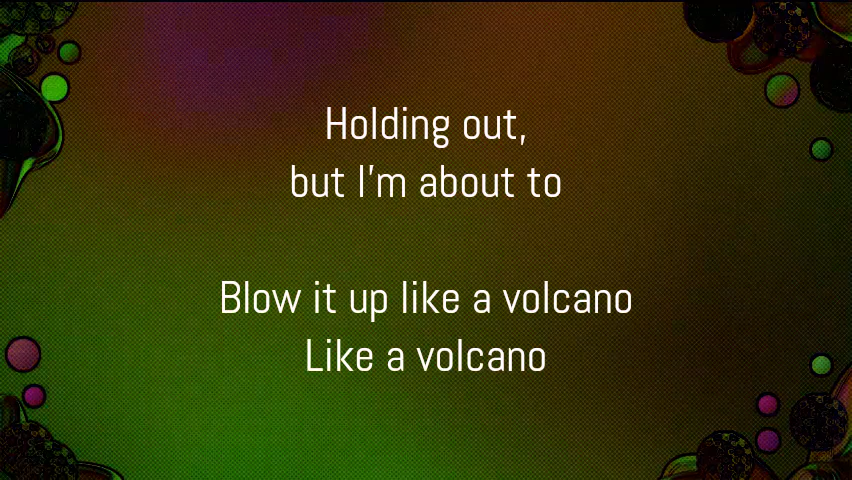 Holding out,
but I'm about to
Blow it up like a volcano
Like a volcano